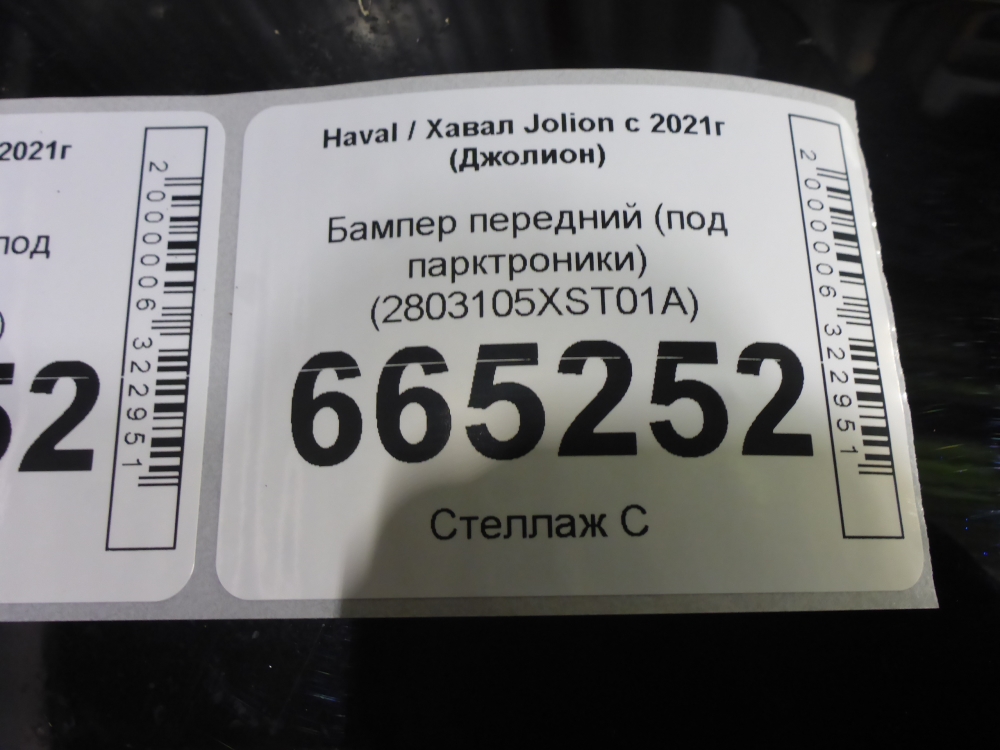 2021г
под
)
52
2000006322951
Haval / Хавал Jolion с 2021г
(Джолион)
Бампер передний (под
парктроники)
(2803105XST01A)
665252
Стеллаж С
2000006322951